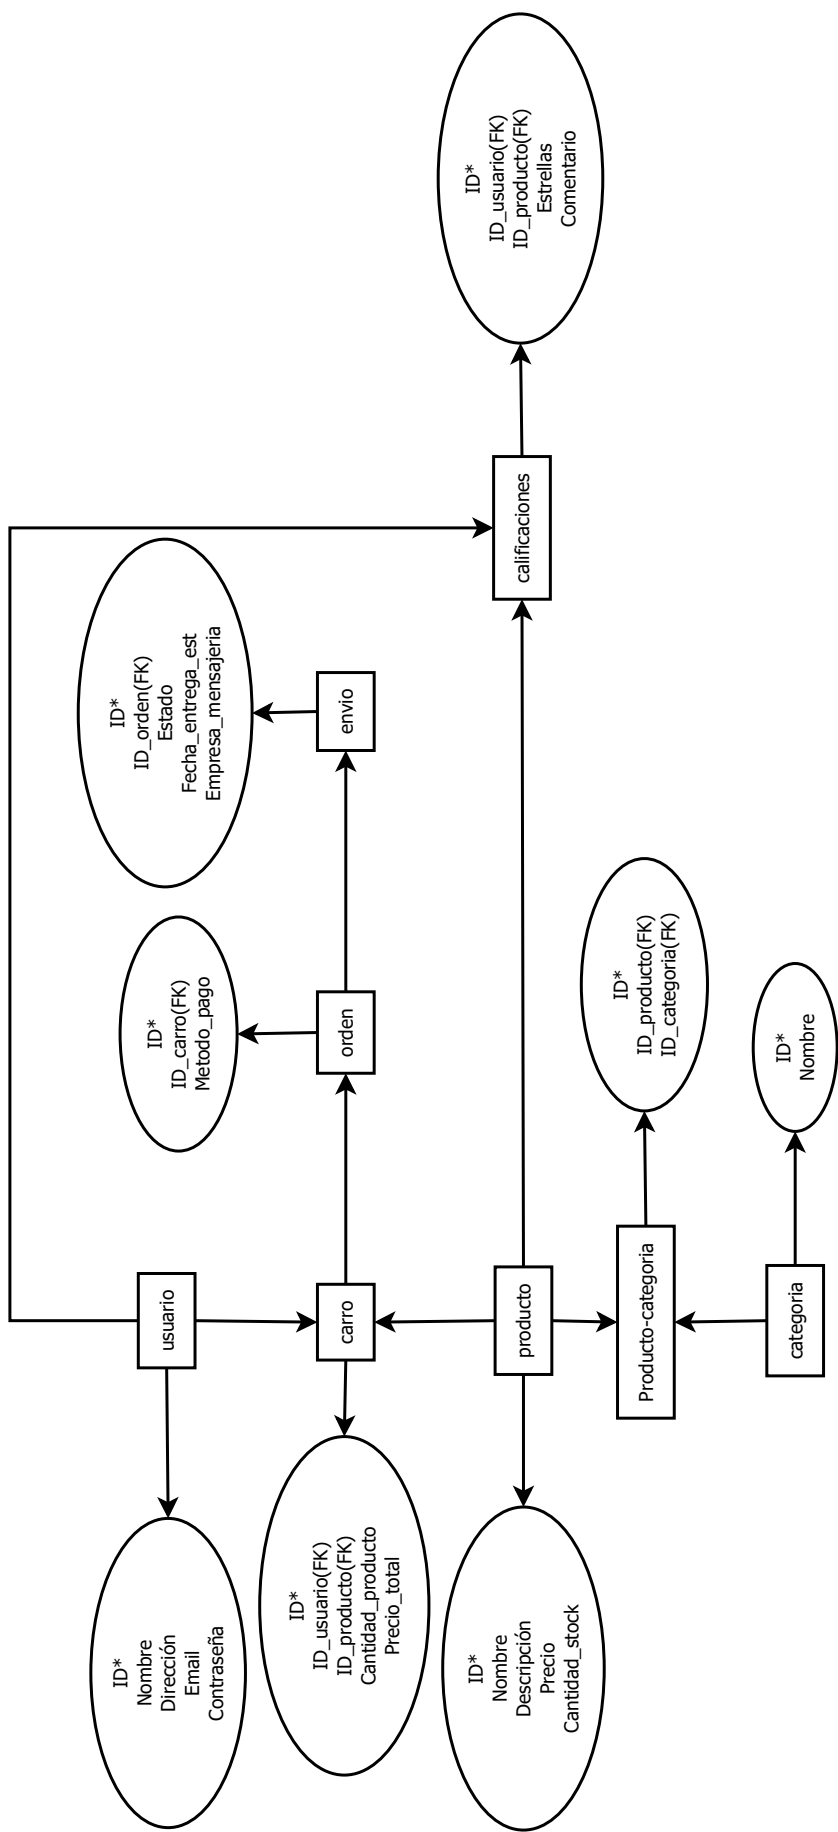 ID*
Nombre
Dirección
Email
Contraseña
usuario
ID*
ID_carro(FK)
Metodo_pago
ID*
ID_orden(FK)
Estado
Fecha_entrega_est
Empresa_mensajeria
ID*
ID_usuario(FK)
ID_producto(FK)
Cantidad_producto
Precio_total
carro
orden
envio
ID*
Nombre
Descripción
Precio
Cantidad_stock
producto
calificaciones
ID*
ID_usuario(FK)
ID_producto(FK)
Estrellas
Comentario
Producto-categoria
ID*
ID_producto(FK)
ID_categoria(FK)
categoria
ID*
Nombre